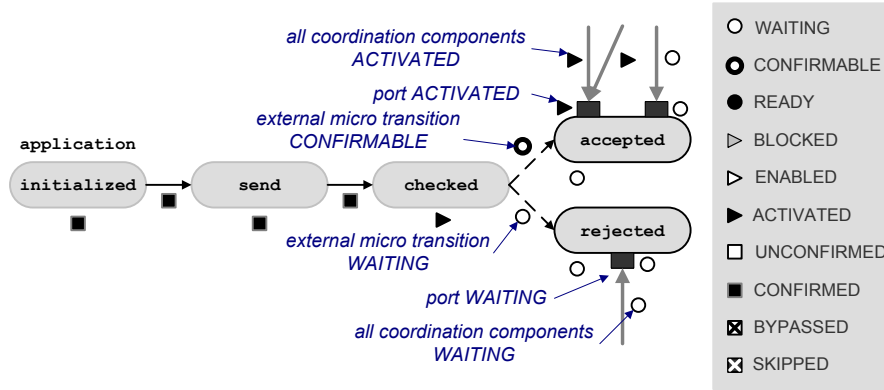 all coordination components
ACTIVATED
port ACTIVATED
external micro transition
CONFIRMABLE
application
initialized
send
checked
accepted
rejected
external micro transition
WAITING
port WAITING
all coordination components
WAITING
WAITING
CONFIRMABLE
READY
BLOCKED
ENABLED
ACTIVATED
UNCONFIRMED
CONFIRMED
BYPASSED
SKIPPED